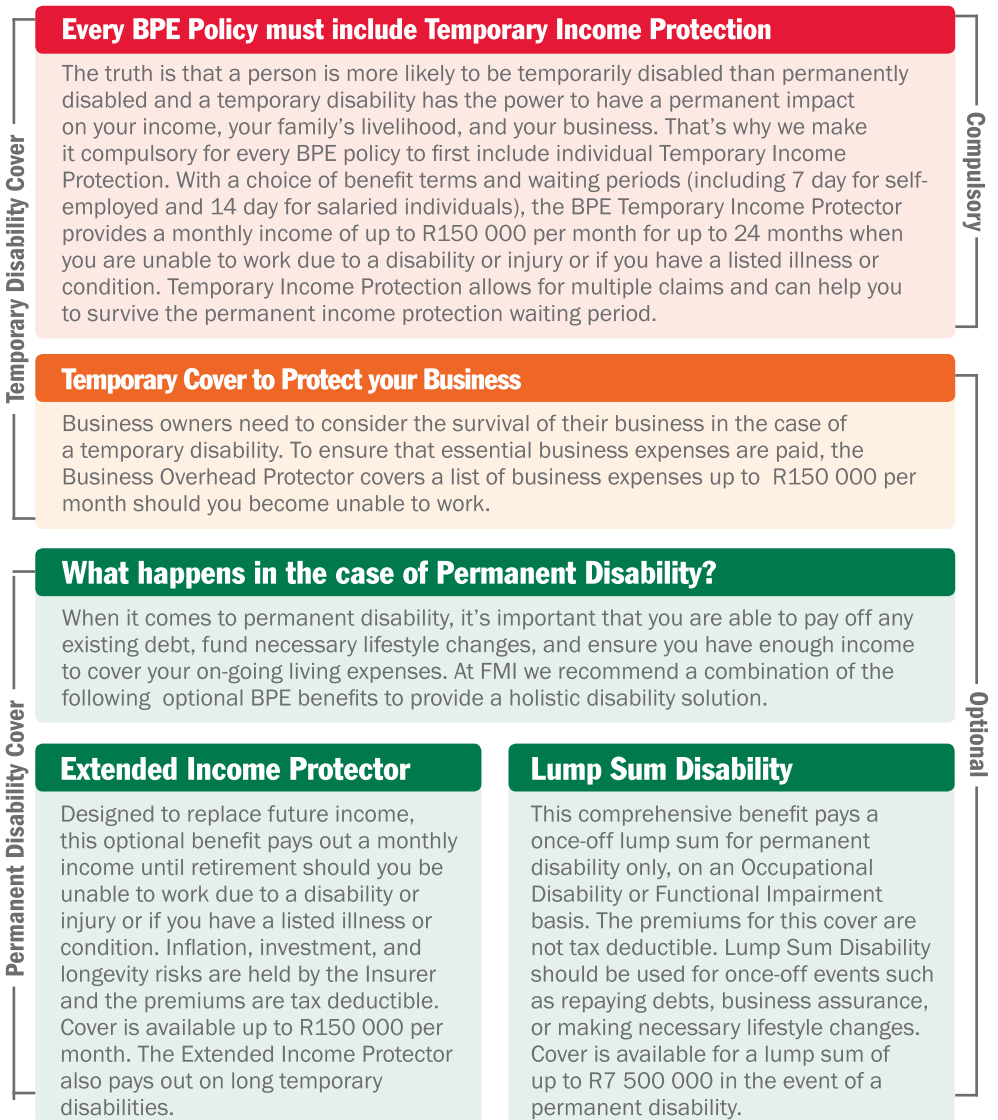 Every BPE Policy must include Temporary Income Protection
The truth is that a person is more likely to be temporarily disabled than permanently
disabled and a temporary disability has the power to have a permanent impact
on your income, your family’s livelihood, and your business. That’s why we make
it compulsory for every BPE policy to first include individual Temporary Income
Protection. With a choice of benefit terms and waiting periods (including 7 day for self-
employed and 14 day for salaried individuals), the BPE Temporary Income Protector
provides a monthly income of up to R150 000 per month for up to 24 months when
you are unable to work due to a disability or injury or if you have a listed illness or
condition. Temporary Income Protection allows for multiple claims and can help you
to survive the permanent income protection waiting period.
Compulsory
Temporary Disability Cover
Temporary Cover to Protect your Business
Business owners need to consider the survival of their business in the case of
a temporary disability. To ensure that essential business expenses are paid, the
Business Overhead Protector covers a list of business expenses up to  R150 000 per
month should you become unable to work.
What happens in the case of Permanent Disability?
When it comes to permanent disability, it’s important that you are able to pay off any
existing debt, fund necessary lifestyle changes, and ensure you have enough income
to cover your on-going living expenses. At FMI we recommend a combination of the
following  optional BPE benefits to provide a holistic disability solution.
Optional
Permanent Disability Cover
Extended Income Protector
Designed to replace future income,
this optional benefit pays out a monthly
income until retirement should you be
unable to work due to a disability or
injury or if you have a listed illness or
condition. Inflation, investment, and
longevity risks are held by the Insurer
and the premiums are tax deductible.
Cover is available up to R150 000 per
month. The Extended Income Protector
also pays out on long temporary
disabilities.
Lump Sum Disability
This comprehensive benefit pays a
once-off lump sum for permanent
disability only, on an Occupational
Disability or Functional Impairment
basis. The premiums for this cover are
not tax deductible. Lump Sum Disability
should be used for once-off events such
as repaying debts, business assurance,
or making necessary lifestyle changes.
Cover is available for a lump sum of
up to R7 500 000 in the event of a
permanent disability.